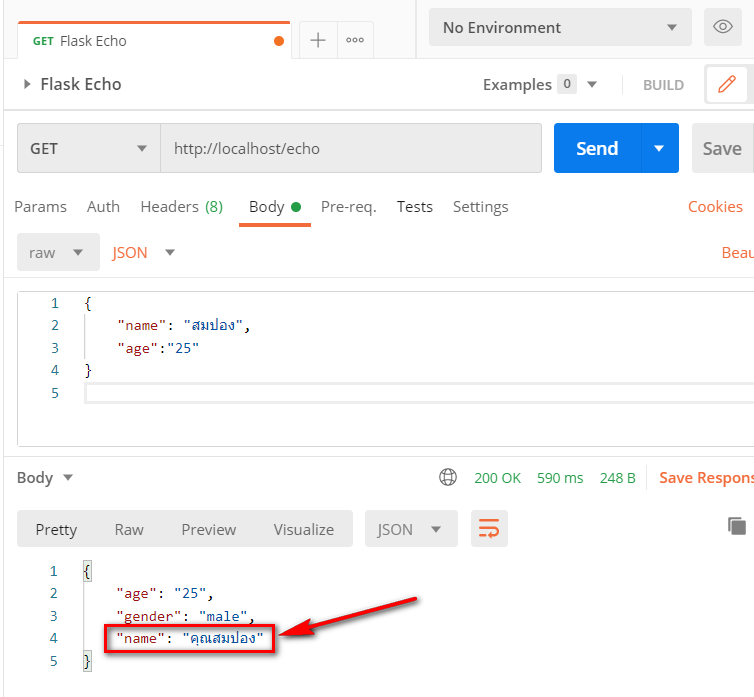 GET Flask Echo
No Environment
Flask Echo
Examples 0
BUILD
GET
http://localhost/echo
Send
Save
Params Auth Headers (8) Body Pre-req. Tests Settings Cookies
raw JSON Beau
1 {
2 "name": "สมปอง",
3 "age":"25"
4 }
5
Body 200 OK 590 ms 248 B Save Respons
Pretty Raw Preview Visualize JSON
1 {
2 "age": "25",
3 "gender": "male",
4 "name": "คุณสมปอง"
5 }